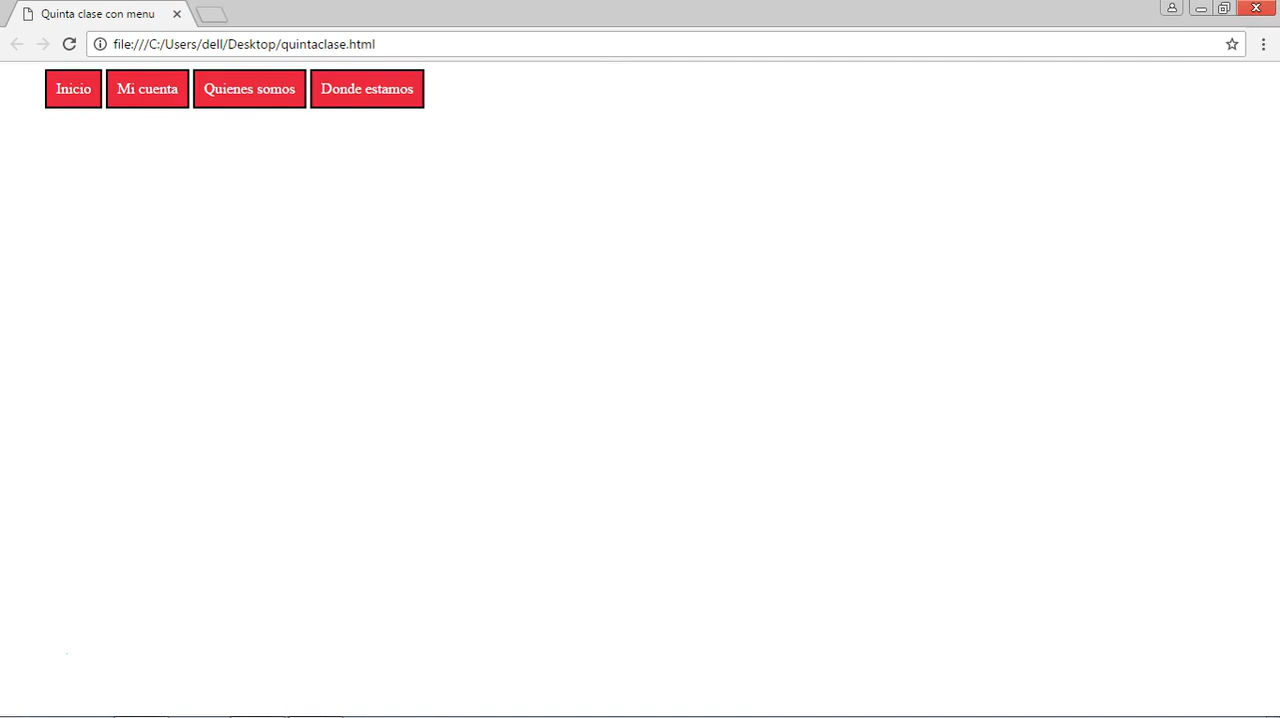 Quinta clase con menu
file:///C:/Users/dell/Desktop/quintaclase.html
Inicio Mi cuenta Quienes somos Donde estamos